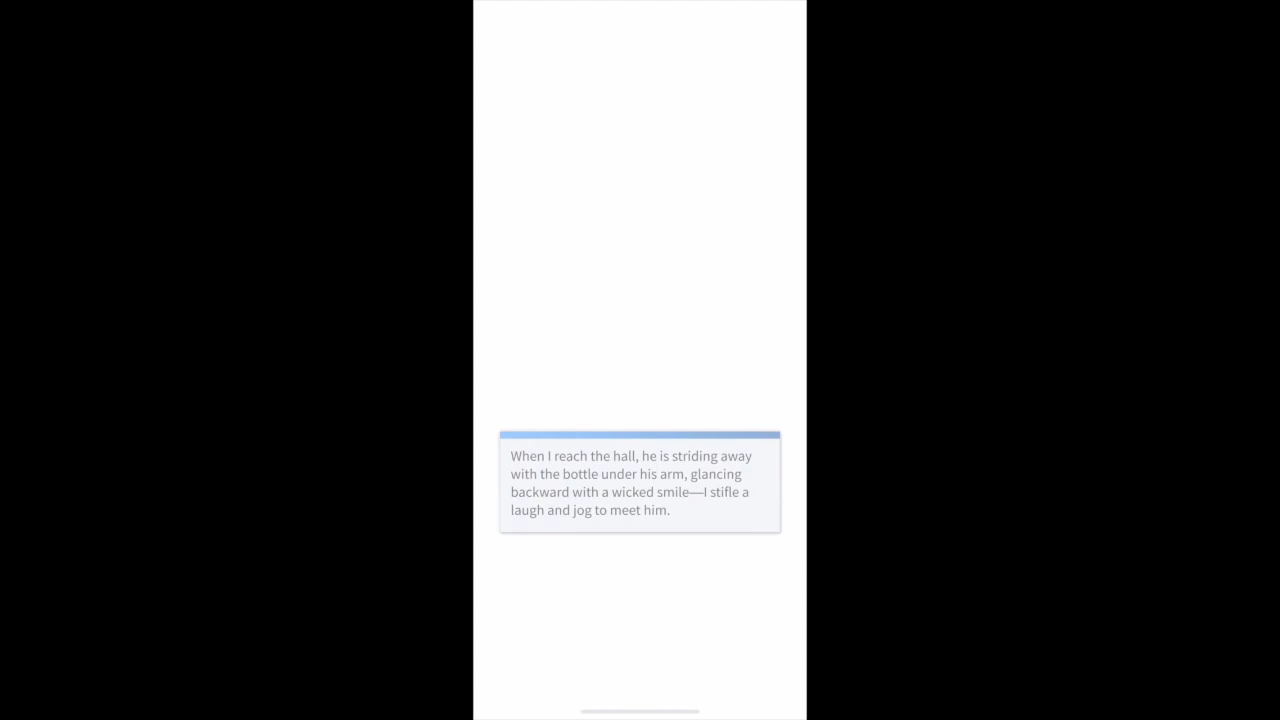 When I reach the hall, he is striding away
with the bottle under his arm, glancing
backward with a wicked smile—I stifle a
laugh and jog to meet him.